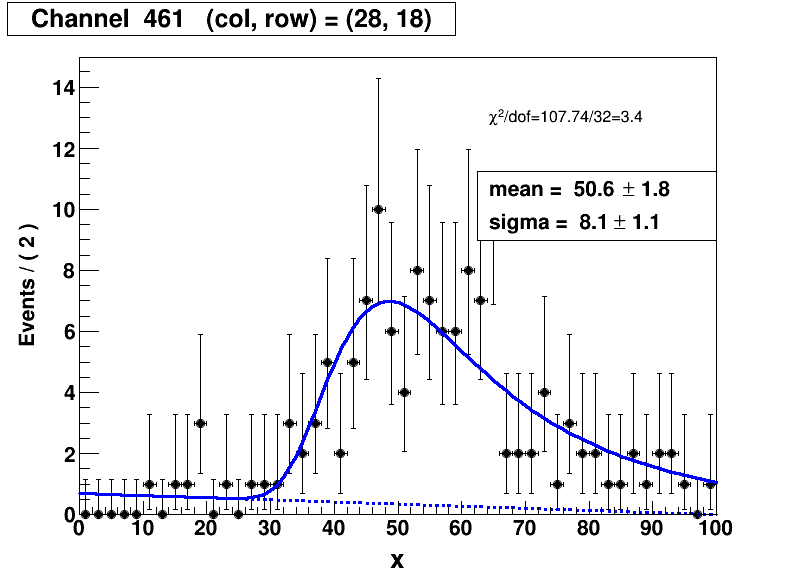 Channel 461 (col, row) = (28, 18)
χ²/dof=107.74/32=3.4
mean = 50.6 ± 1.8
sigma = 8.1 ± 1.1
Events / ( 2 )
14
12
10
8
6
4
2
0
0 10 20 30 40 50 60 70 80 90 100
x